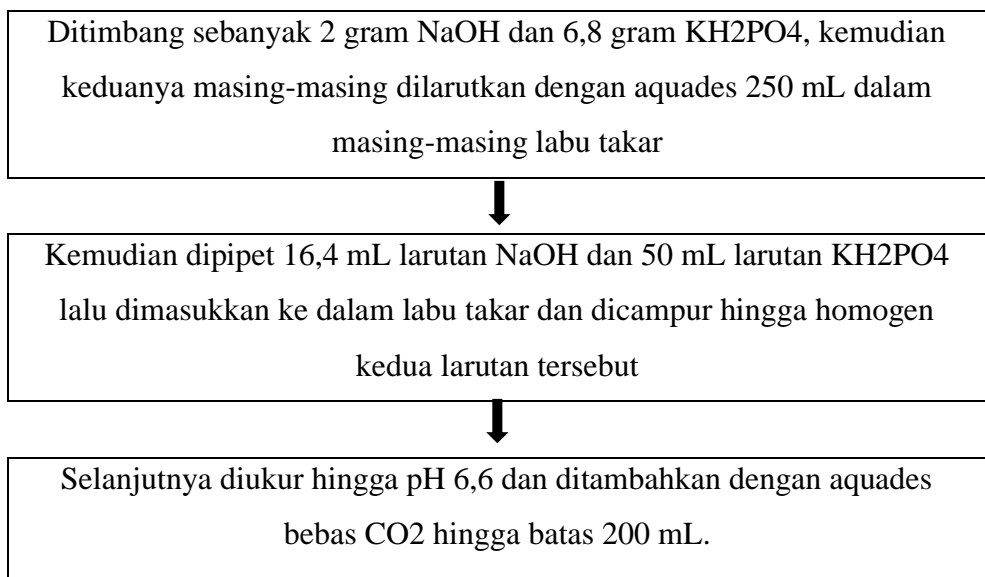 Ditimbang sebanyak 2 gram NaOH dan 6,8 gram KH2PO4, kemudian
keduanya masing-masing dilarutkan dengan aquades 250 mL dalam
masing-masing labu takar
Kemudian dipipet 16,4 mL larutan NaOH dan 50 mL larutan KH2PO4
lalu dimasukkan ke dalam labu takar dan dicampur hingga homogen
kedua larutan tersebut
Selanjutnya diukur hingga pH 6,6 dan ditambahkan dengan aquades
bebas CO2 hingga batas 200 mL.